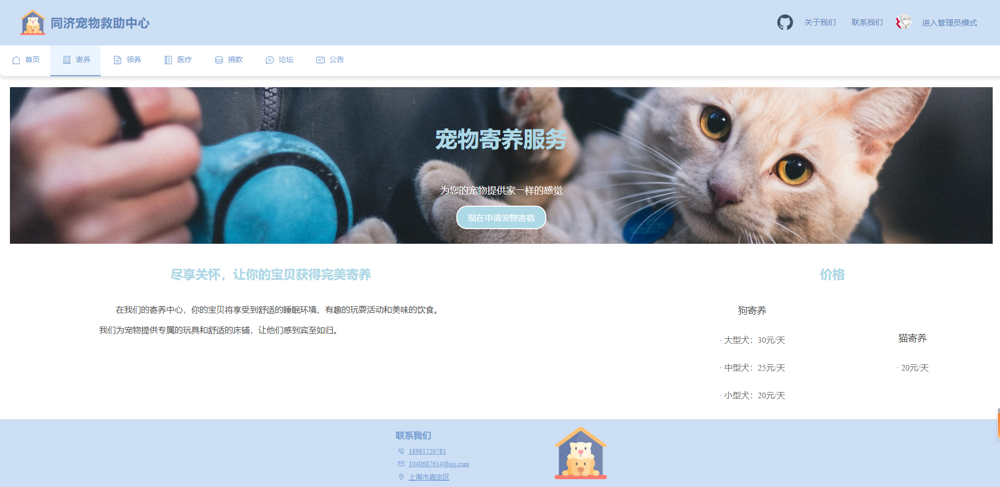 同济宠物救助中心
关于我们
联系我们
进入管理员模式
首页
寄养
领养
医疗
捐款
论坛
公告
宠物寄养服务
为您的宠物提供家一样的感觉
现在申请宠物寄宿
尽享关怀，让你的宝贝获得完美寄养
在我们的寄养中心，你的宝贝将享受到舒适的睡眠环境、有趣的玩耍活动和美味的饮食。
我们为宠物提供专属的玩具和舒适的床铺，让他们感到宾至如归。
价格
狗寄养
· 大型犬：30元/天
· 中型犬：25元/天
· 小型犬：20元/天
猫寄养
· 20元/天
联系我们
18981729781
1040687614@qq.com
上海市嘉定区